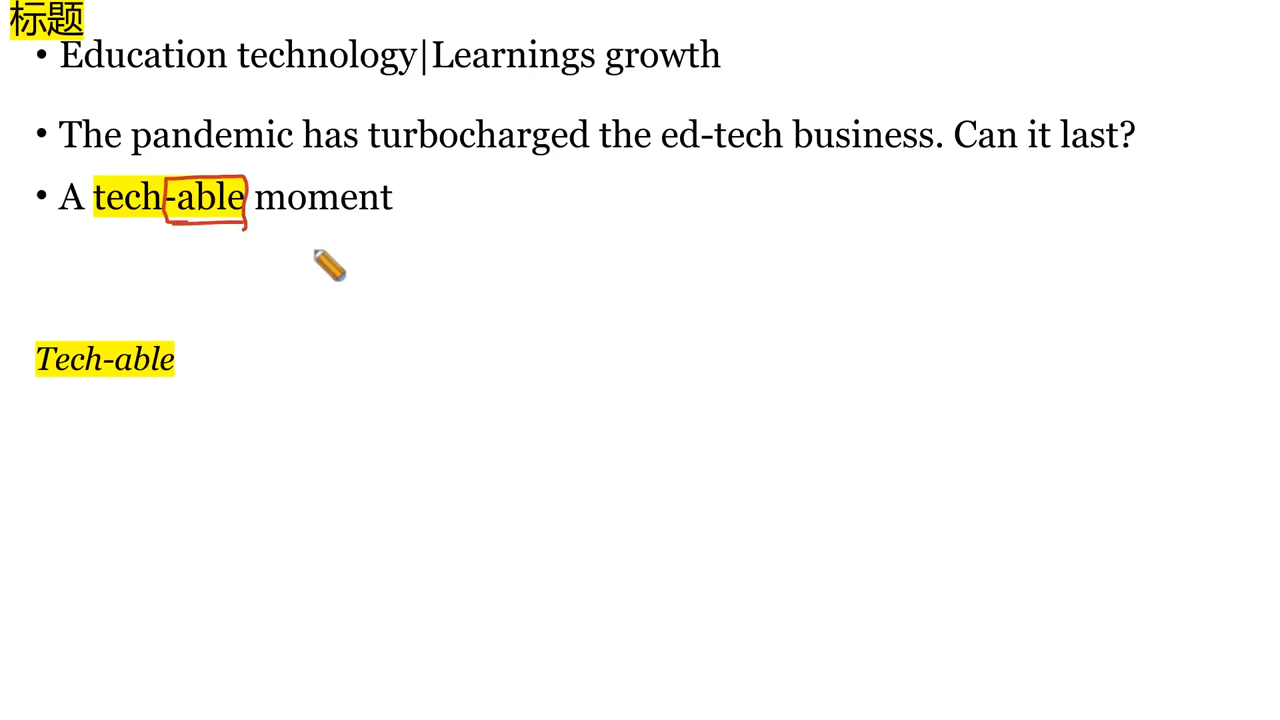 标题
• Education technology|Learnings growth
• The pandemic has turbocharged the ed-tech business. Can it last?
• A tech-able moment
Tech-able